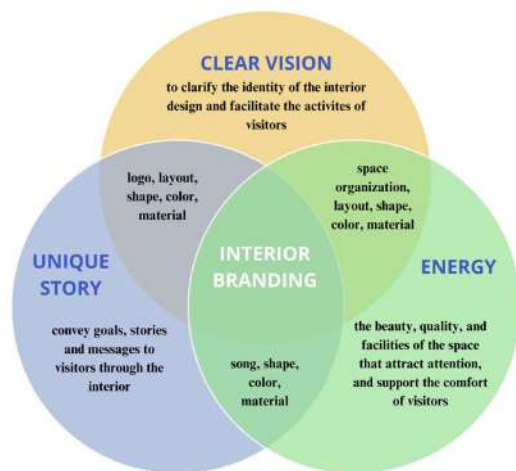 CLEAR VISION
to clarify the identity of the interior
design and facilitate the activites of
visitors
logo, layout,
shape, color,
material
space
organization,
layout, shape,
color, material
UNIQUE
STORY
INTERIOR
BRANDING
ENERGY
convey goals, stories
and messages to
visitors through the
interior
song, shape,
color,
material
the beauty, quality, and
facilities of the space
that attract attention,
and support the comfort
of visitors